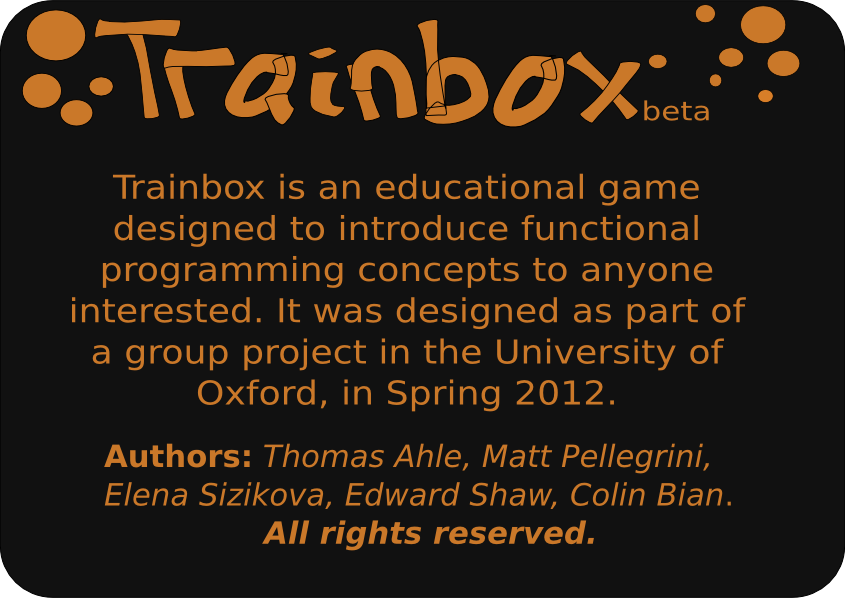 Trainbox beta
Trainbox is an educational game
designed to introduce functional
programming concepts to anyone
interested. It was designed as part of
a group project in the University of
Oxford, in Spring 2012.
Authors: Thomas Ahle, Matt Pellegrini,
Elena Sizikova, Edward Shaw, Colin Bian.
All rights reserved.